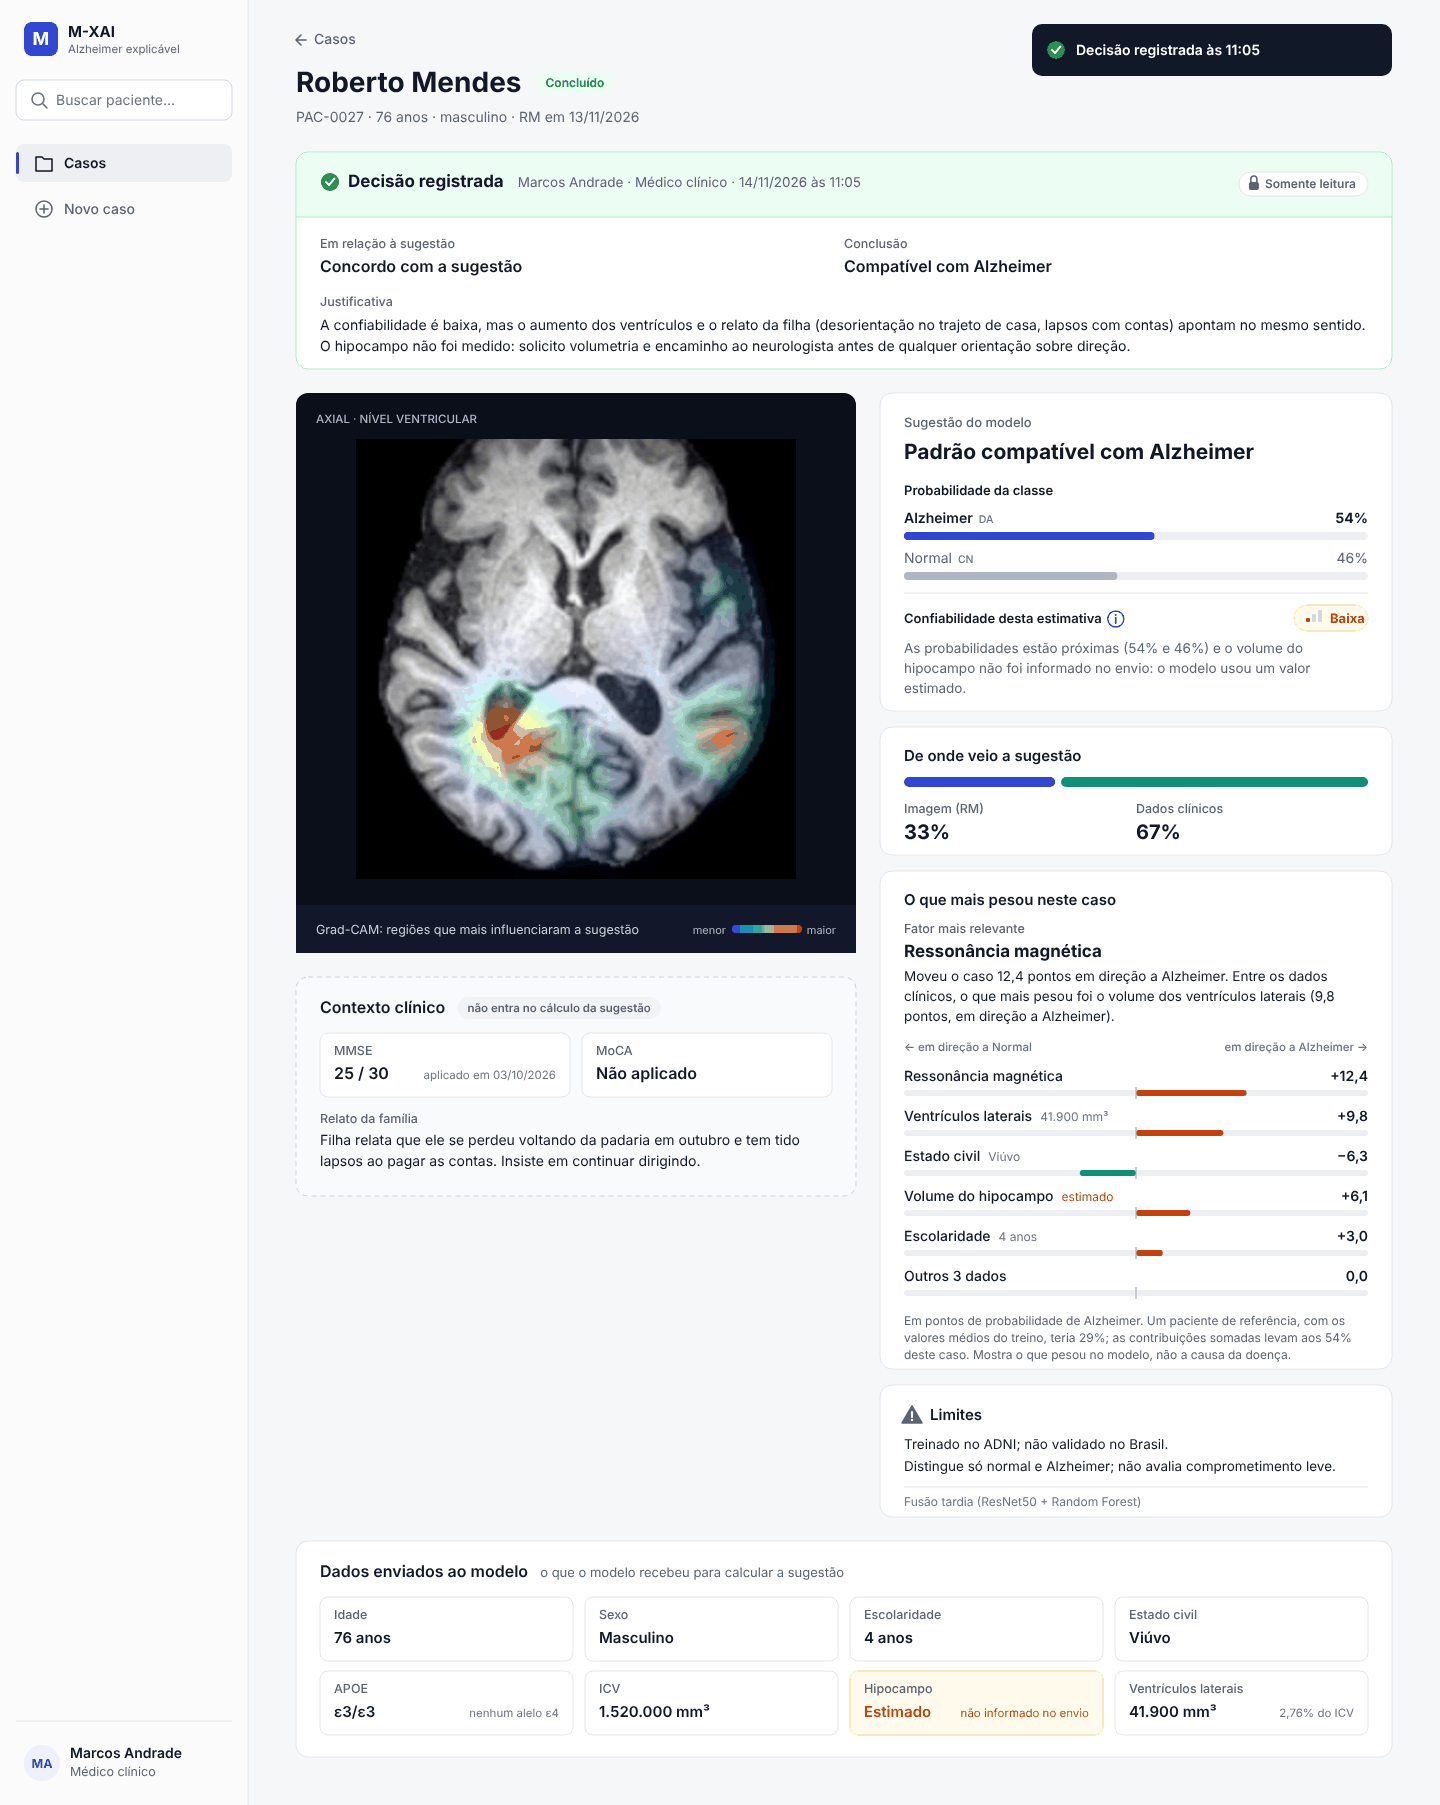 M
M-XAI
Alzheimer explicável
Buscar paciente...
Casos
Novo caso
Marcos Andrade
MA
Médico clínico
← Casos
Decisão registrada às 11:05
Roberto Mendes
Concluído
PAC-0027 · 76 anos · masculino · RM em 13/11/2026
Decisão registrada
Marcos Andrade · Médico clínico · 14/11/2026 às 11:05
Somente leitura
Em relação à sugestão
Concordo com a sugestão
Conclusão
Compatível com Alzheimer
Justificativa
A confiabilidade é baixa, mas o aumento dos ventrículos e o relato da filha (desorientação no trajeto de casa, lapsos com contas) apontam no mesmo sentido.
O hipocampo não foi medido: solicito volumetria e encaminho ao neurologista antes de qualquer orientação sobre direção.
AXIAL · NÍVEL VENTRICULAR
Grad-CAM: regiões que mais influenciaram a sugestão
menor
maior
Contexto clínico
não entra no cálculo da sugestão
MMSE
25 / 30
aplicado em 03/10/2026
MoCA
Não aplicado
Relato da família
Filha relata que ele se perdeu voltando da padaria em outubro e tem tido
lapsos ao pagar as contas. Insiste em continuar dirigindo.
Sugestão do modelo
Padrão compatível com Alzheimer
Probabilidade da classe
Alzheimer DA 54%
Normal CN 46%
Confiabilidade desta estimativa
Baixa
As probabilidades estão próximas (54% e 46%) e o volume do
hipocampo não foi informado no envio: o modelo usou um valor
estimado.
De onde veio a sugestão
Imagem (RM)
33%
Dados clínicos
67%
O que mais pesou neste caso
Fator mais relevante
Ressonância magnética
Moveu o caso 12,4 pontos em direção a Alzheimer. Entre os dados
clínicos, o que mais pesou foi o volume dos ventrículos laterais (9,8
pontos, em direção a Alzheimer).
← em direção a Normal
em direção a Alzheimer →
Ressonância magnética +12,4
Ventrículos laterais 41.900 mm³ +9,8
Estado civil Viúvo −6,3
Volume do hipocampo estimado +6,1
Escolaridade 4 anos +3,0
Outros 3 dados 0,0
Em pontos de probabilidade de Alzheimer. Um paciente de referência, com os
valores médios do treino, teria 29%; as contribuições somadas levam aos 54%
deste caso. Mostra o que pesou no modelo, não a causa da doença.
Limites
Treinado no ADNI; não validado no Brasil.
Distingue só normal e Alzheimer; não avalia comprometimento leve.
Fusão tardia (ResNet50 + Random Forest)
Dados enviados ao modelo
o que o modelo recebeu para calcular a sugestão
Idade
76 anos
Sexo
Masculino
Escolaridade
4 anos
Estado civil
Viúvo
APOE
ε3/ε3
nenhum alelo ε4
ICV
1.520.000 mm³
Hipocampo
Estimado
não informado no envio
Ventrículos laterais
41.900 mm³
2,76% do ICV